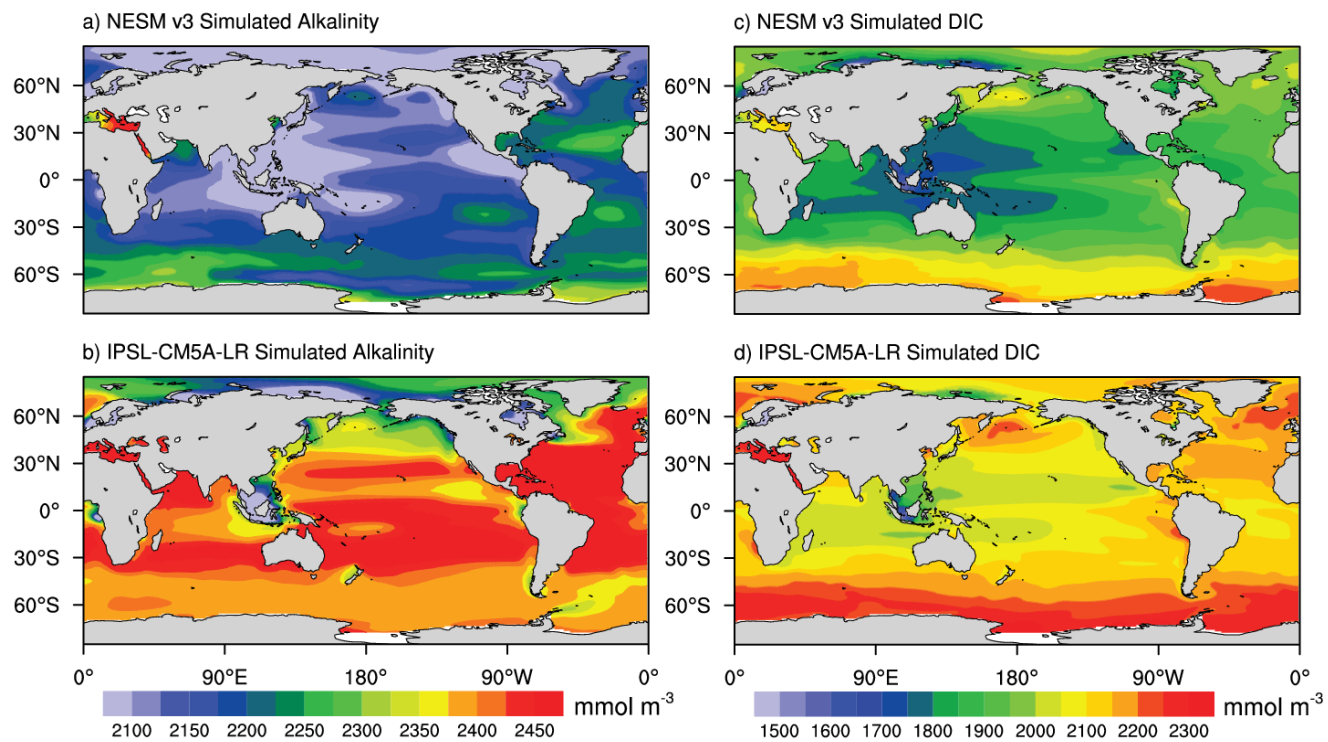 a) NESM v3 Simulated Alkalinity
60°N
30°N
0°
30°S
60°S
c) NESM v3 Simulated DIC
60°N
30°N
0°
30°S
60°S
b) IPSL-CM5A-LR Simulated Alkalinity
60°N
30°N
0°
30°S
60°S
0° 90°E 180° 90°W 0°
2100 2150 2200 2250 2300 2350 2400 2450
mmol m⁻³
d) IPSL-CM5A-LR Simulated DIC
60°N
30°N
0°
30°S
60°S
0° 90°E 180° 90°W 0°
1500 1600 1700 1800 1900 2000 2100 2200 2300
mmol m⁻³